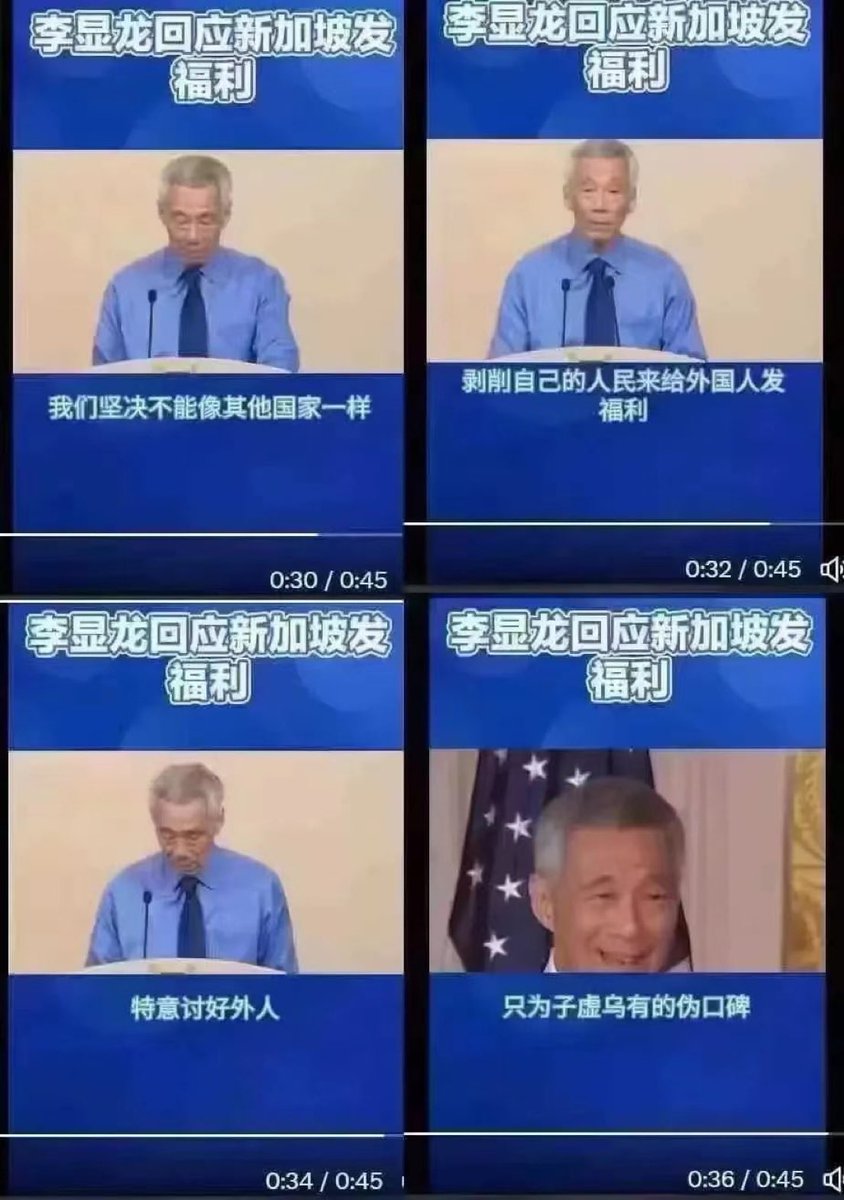 李显龙回应新加坡发
福利
我们坚决不能像其他国家一样
0:30 / 0:45
李显龙回应新加坡发
福利
剥削自己的人民来给外国人发
福利
0:32 / 0:45
李显龙回应新加坡发
福利
特意讨好外人
0:34 / 0:45
李显龙回应新加坡发
福利
只为子虚乌有的伪口碑
0:36 / 0:45